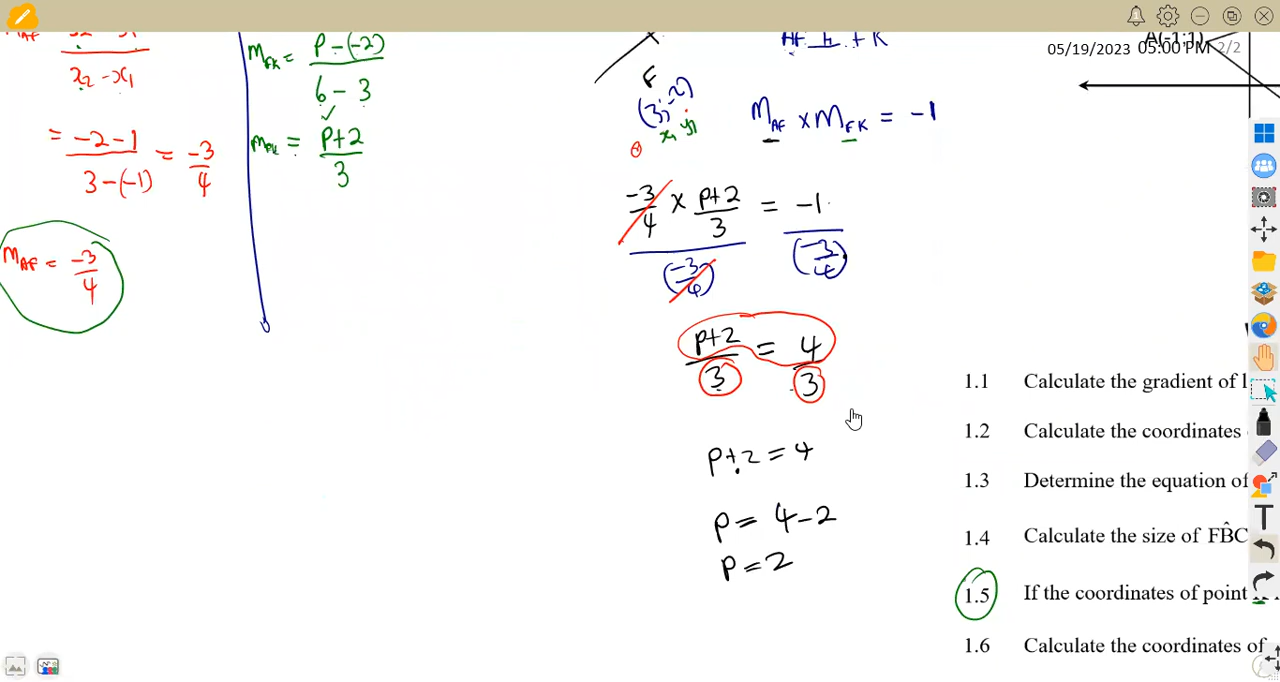 x₂ - x₁
= -2-1 / 3-(-1) = -3/4
m_AF = -3/4
m_FK = P-(-2) / 6-3
m_FK = P+2 / 3
F
(3;-2)
x₁ y₁
AF ⊥ FK
A(-1;1)
05/19/2023 05:00 PM 2/2
m_AF × m_FK = -1
-3/4 × P+2/3 = -1
(-3/4) (-3/4)
P+2/3 = 4/3
P+2=4
P= 4-2
P=2
1.1 Calculate the gradient of l
1.2 Calculate the coordinates
1.3 Determine the equation of
1.4 Calculate the size of FB̂C
1.5 If the coordinates of point
1.6 Calculate the coordinates of
T